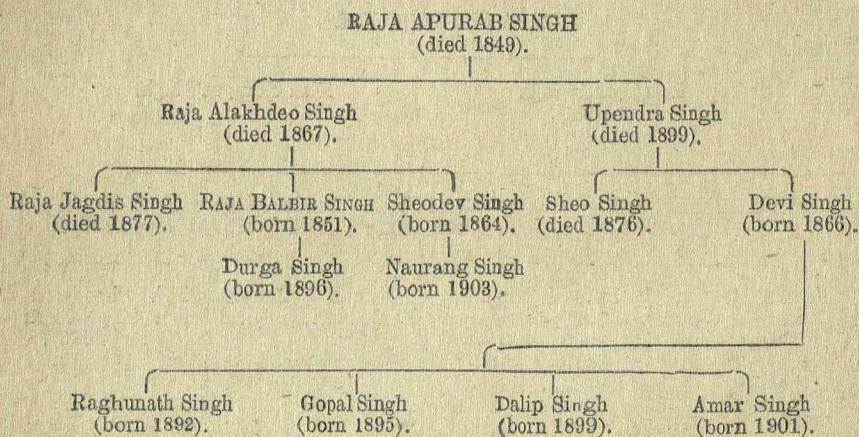 RAJA APURAB SINGH
(died 1849).
Raja Alakhdeo Singh Upendra Singh
(died 1867). (died 1899).
Raja Jagdis Singh RAJA BALBIR SINGH Sheodev Singh Sheo Singh Devi Singh
(died 1877). (born 1851). (born 1864). (died 1876). (born 1866).
Durga Singh Naurang Singh
(born 1896). (born 1903).
Raghunath Singh Gopal Singh Dalip Singh Amar Singh
(born 1892). (born 1895). (born 1899). (born 1901).